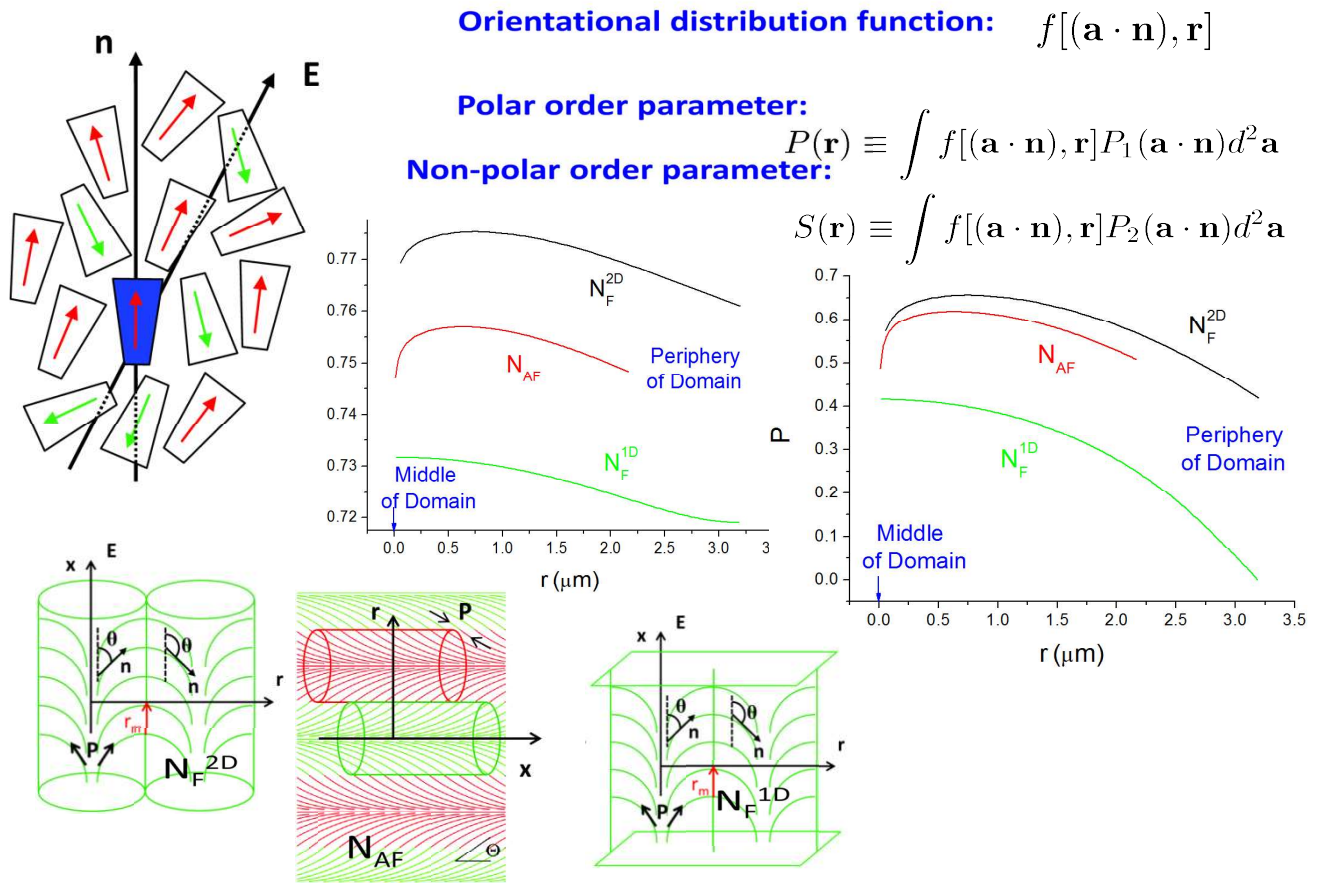 Orientational distribution function: f[(a · n), r]
Polar order parameter:
P(r) ≡ ∫ f[(a · n), r]P₁(a · n)d²a
Non-polar order parameter:
S(r) ≡ ∫ f[(a · n), r]P₂(a · n)d²a
n
E
0.77
0.76
0.75
0.74
0.73
0.72
N_F^2D
N_AF
N_F^1D
Periphery
of Domain
Middle
of Domain
0.0 0.5 1.0 1.5 2.0 2.5 3.0 3
r (μm)
P
0.7
0.6
0.5
0.4
0.3
0.2
0.1
0.0
N_F^2D
N_AF
N_F^1D
Periphery
of Domain
Middle
of Domain
0.0 0.5 1.0 1.5 2.0 2.5 3.0 3.5
r (μm)
x E
θ θ
n n
r
r_m
P
N_F^2D
r P
x
N_AF
Θ
x E
θ θ
n n
r
r_m
P
N_F^1D